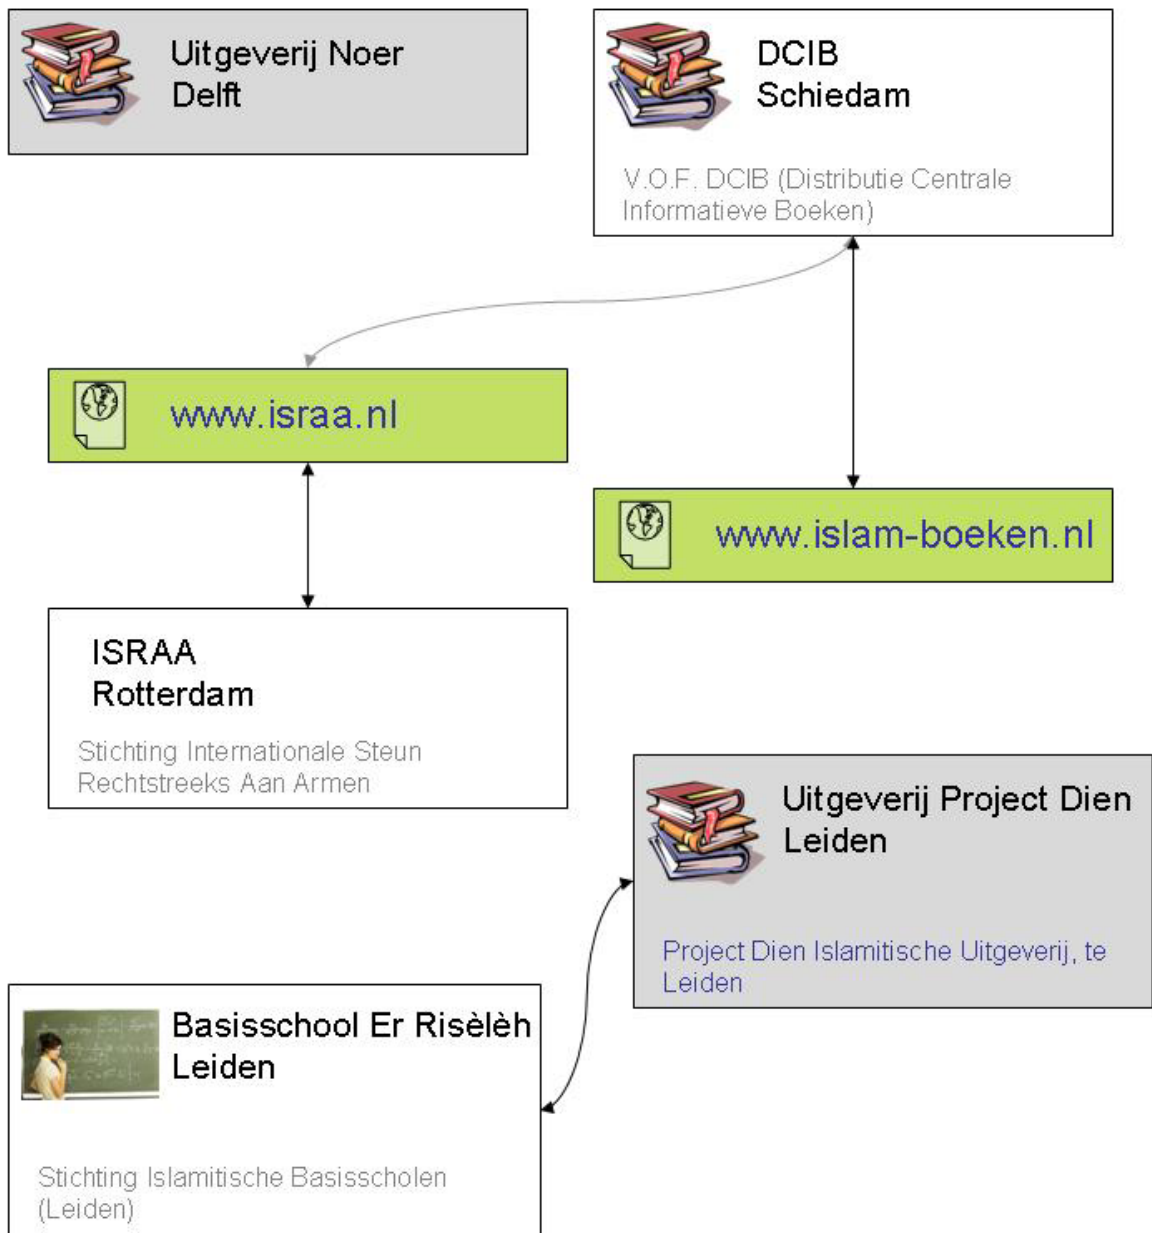 Uitgeverij Noer
Delft
DCIB
Schiedam
V.O.F. DCIB (Distributie Centrale
Informatieve Boeken)
www.israa.nl
www.islam-boeken.nl
ISRAA
Rotterdam
Stichting Internationale Steun
Rechtstreeks Aan Armen
Uitgeverij Project Dien
Leiden
Project Dien Islamitische Uitgeverij, te
Leiden
Basisschool Er Risèlèh
Leiden
Stichting Islamitische Basisscholen
(Leiden)